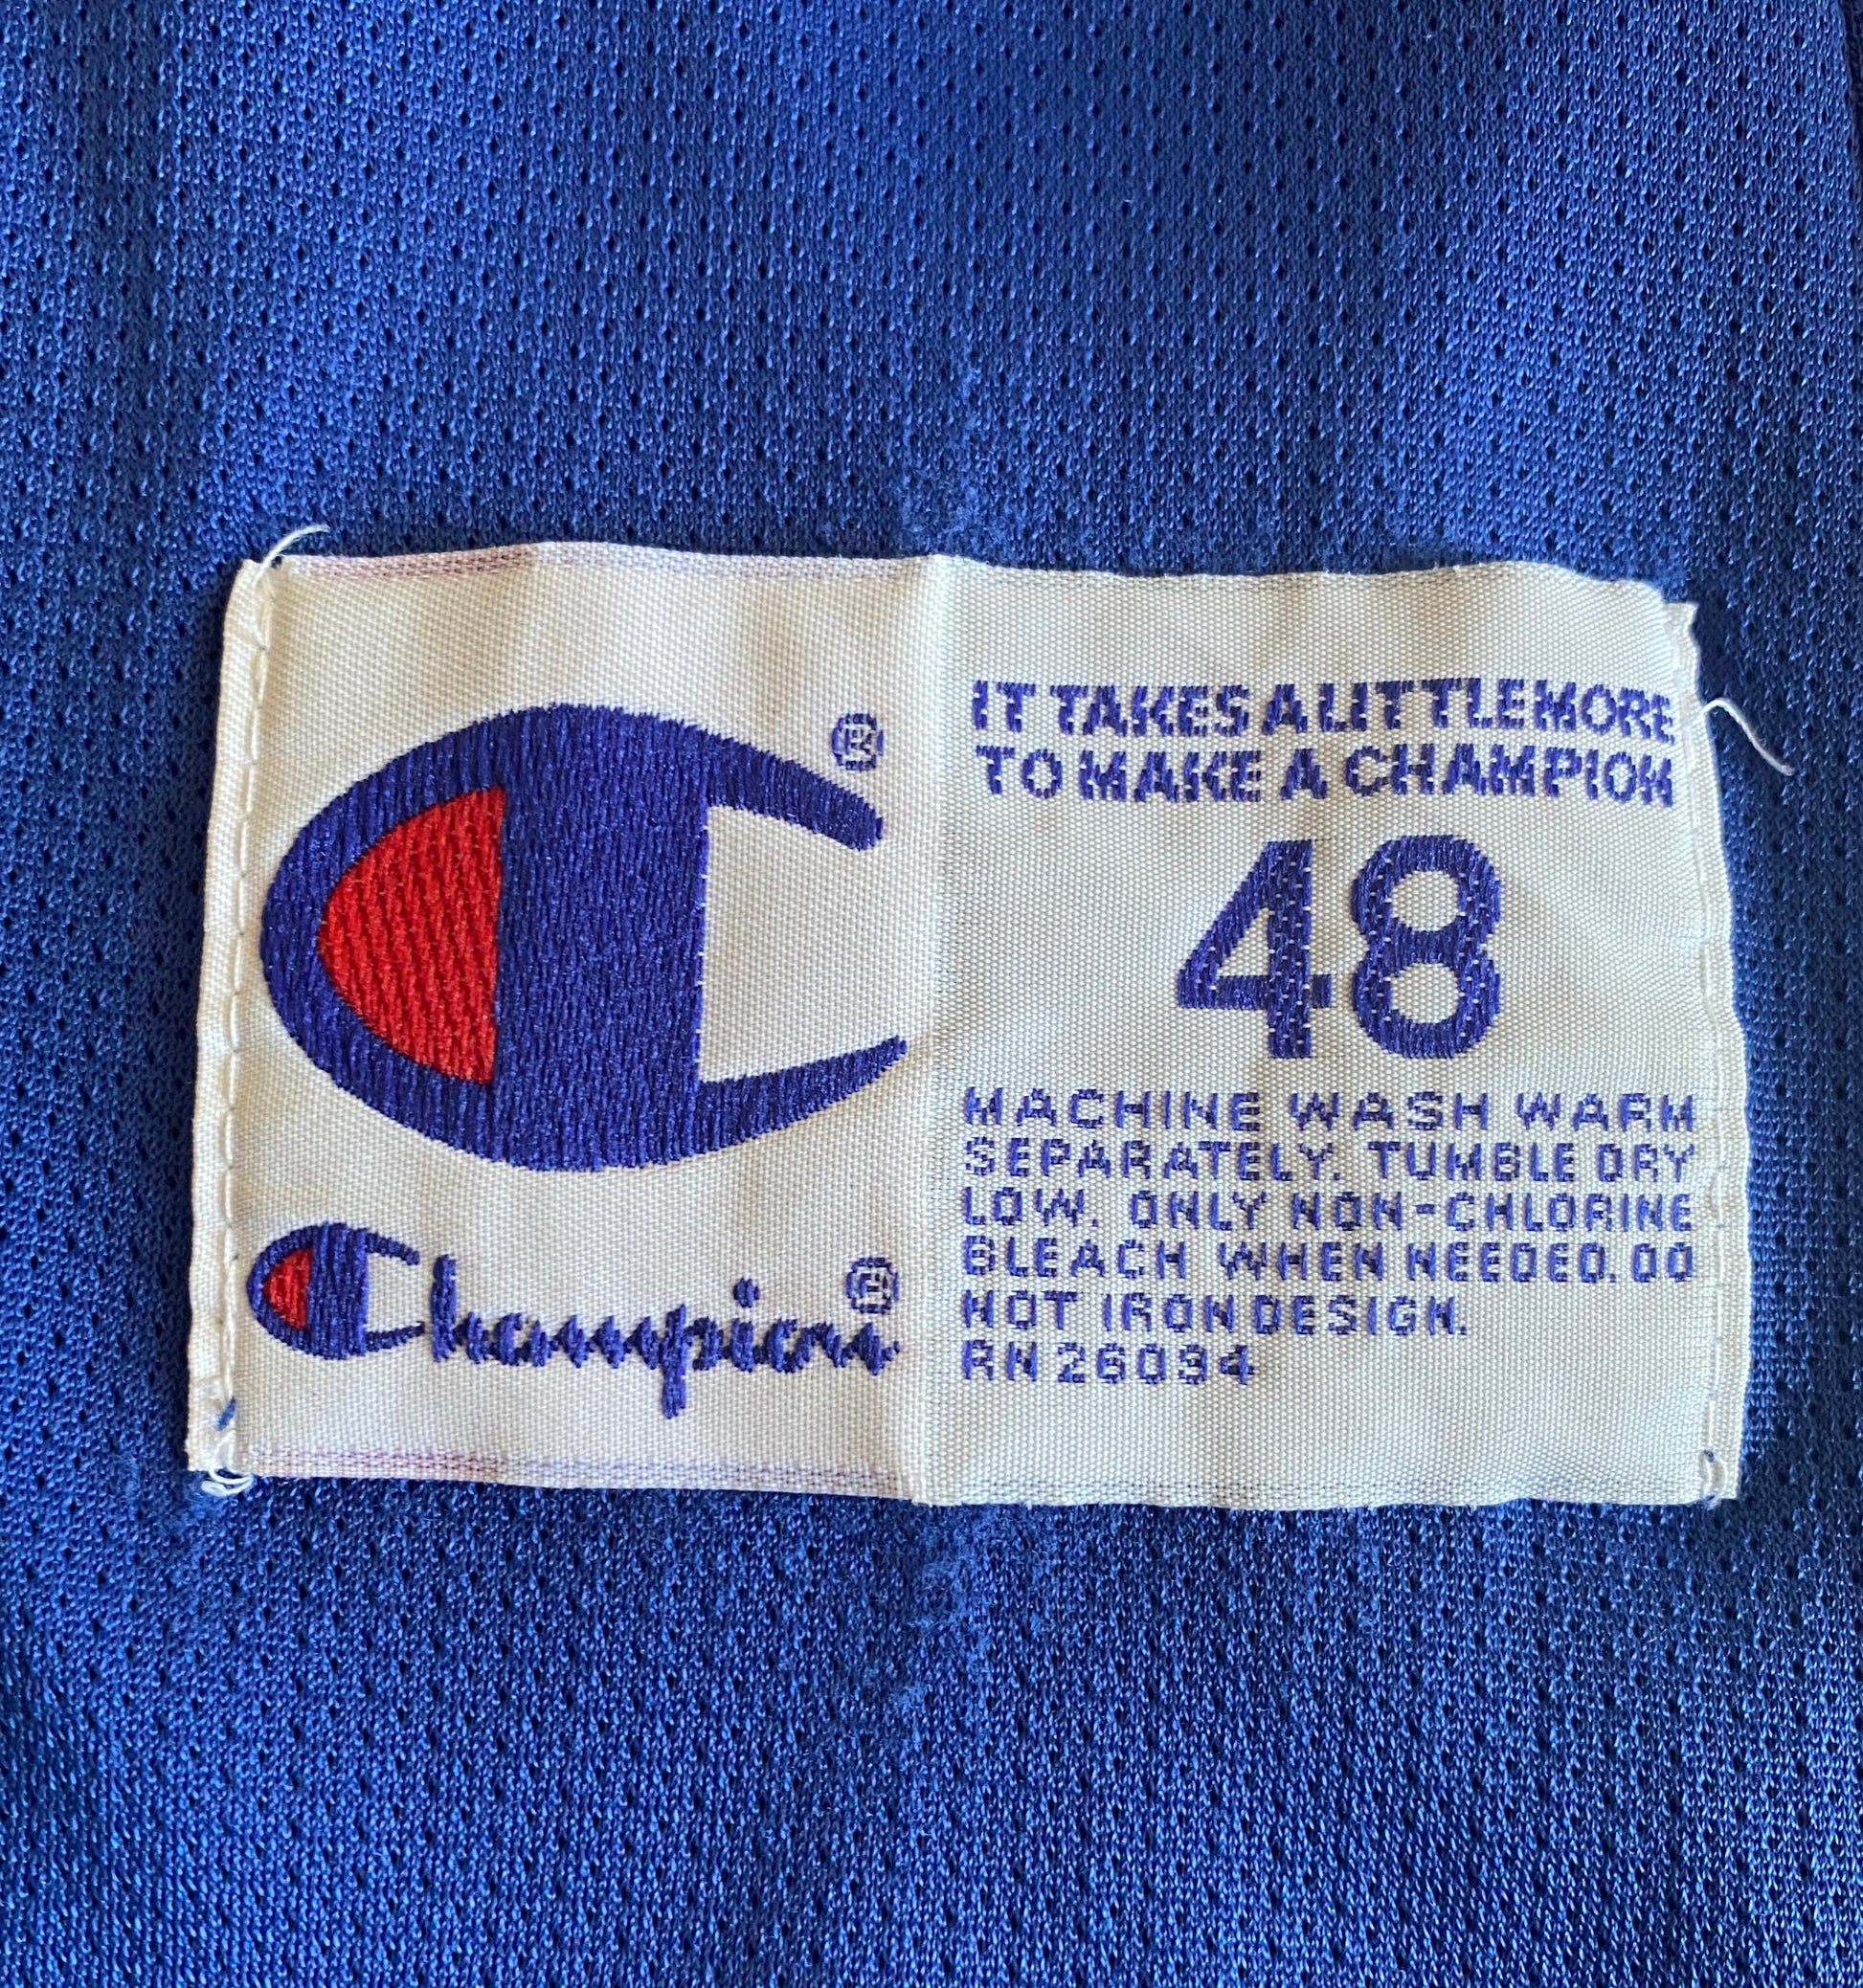 ®
Champion®
IT TAKES A LITTLE MORE
TO MAKE A CHAMPION
48
MACHINE WASH WARM
SEPARATELY. TUMBLE DRY
LOW. ONLY NON-CHLORINE
BLEACH WHEN NEEDED. DO
NOT IRON DESIGN.
RN 26094